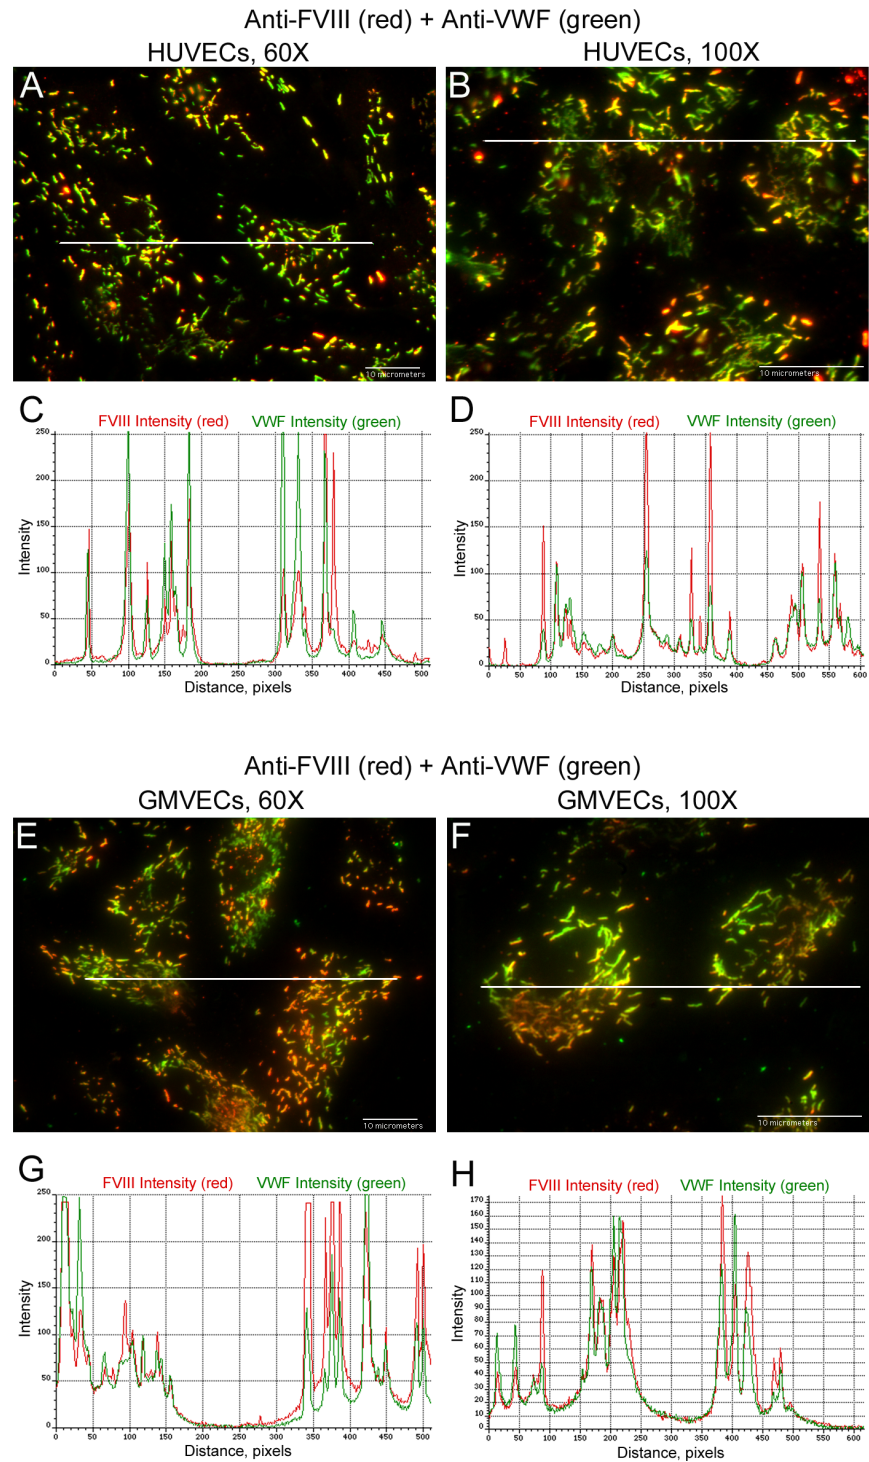 Anti-FVIII (red) + Anti-VWF (green)
HUVECs, 60X
HUVECs, 100X
A
B
10 micrometers
10 micrometers
C
D
FVIII Intensity (red) VWF Intensity (green)
FVIII Intensity (red) VWF Intensity (green)
Intensity
250
200
150
100
50
0
0 50 100 150 200 250 300 350 400 450 500
Distance, pixels
Intensity
250
200
150
100
50
0
0 50 100 150 200 250 300 350 400 450 500 550 600
Distance, pixels
Anti-FVIII (red) + Anti-VWF (green)
GMVECs, 60X
GMVECs, 100X
E
F
10 micrometers
10 micrometers
G
H
FVIII Intensity (red) VWF Intensity (green)
FVIII Intensity (red) VWF Intensity (green)
Intensity
250
200
150
100
50
0
0 50 100 150 200 250 300 350 400 450 500
Distance, pixels
Intensity
170
160
150
140
130
120
110
100
90
80
70
60
50
40
30
20
10
0
0 50 100 150 200 250 300 350 400 450 500 550 600
Distance, pixels